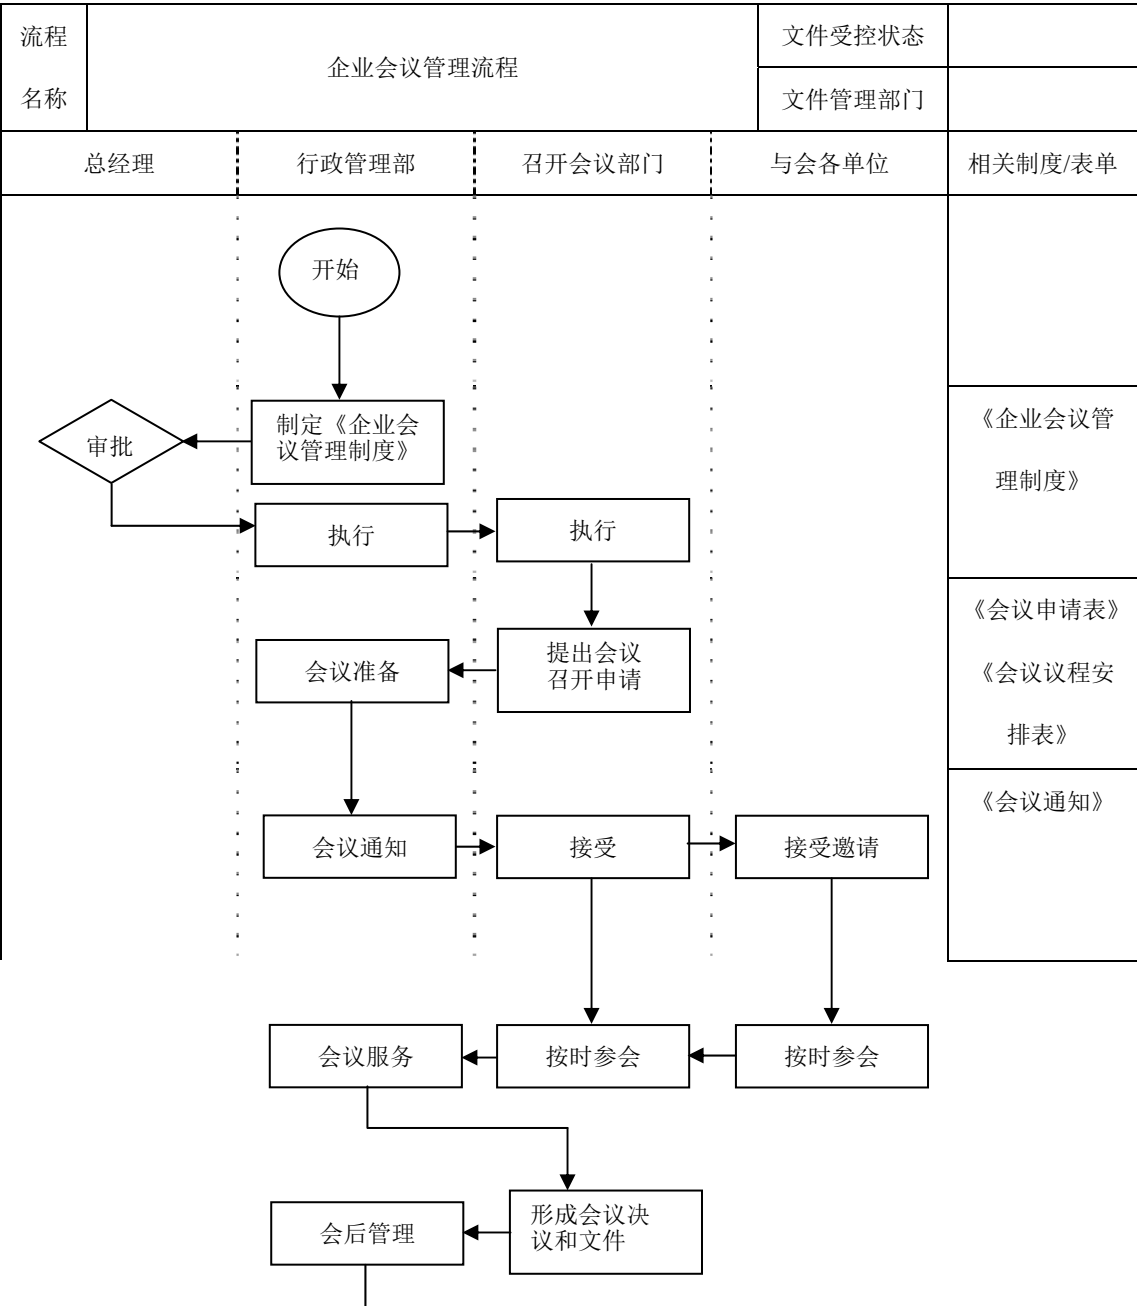 流程
名称
企业会议管理流程
文件受控状态
文件管理部门
总经理
行政管理部
召开会议部门
与会各单位
相关制度/表单
开始
制定《企业会
议管理制度》
审批
《企业会议管
理制度》
执行
执行
提出会议
召开申请
会议准备
《会议申请表》
《会议议程安
排表》
会议通知
接受
接受邀请
《会议通知》
会议服务
按时参会
按时参会
会后管理
形成会议决
议和文件